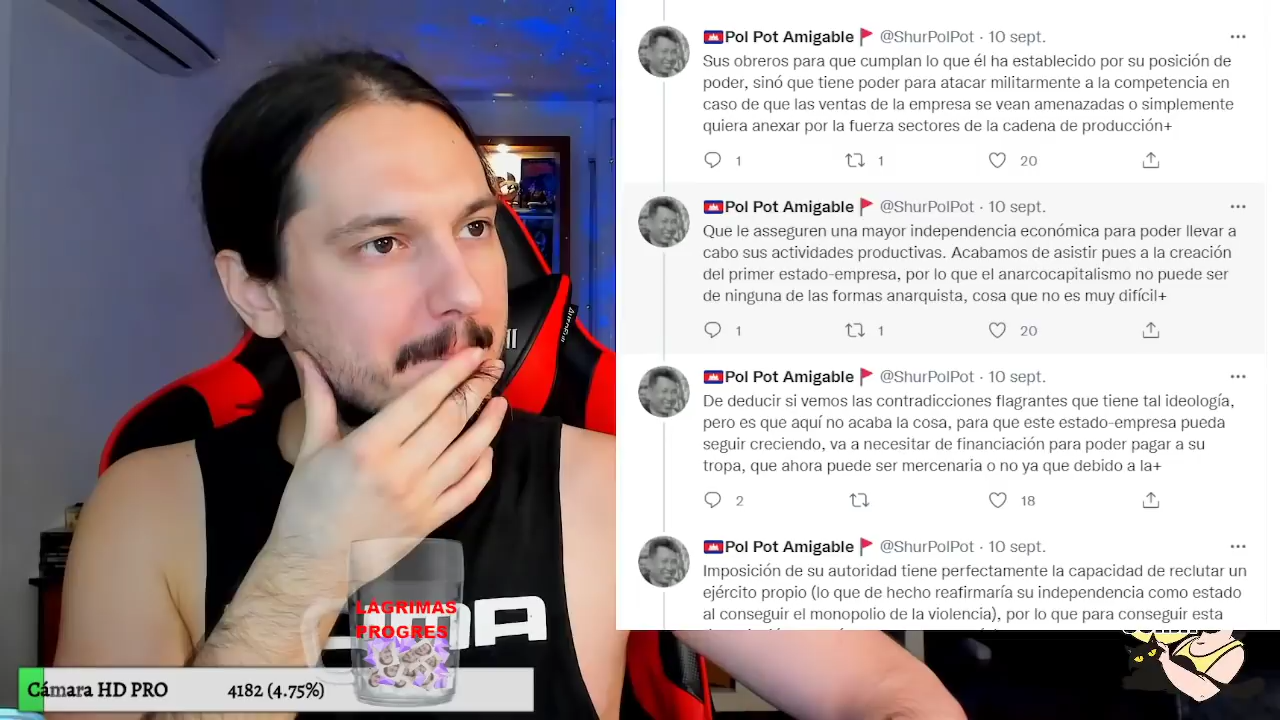 Pol Pot Amigable @ShurPolPot · 10 sept.
Sus obreros para que cumplan lo que él ha establecido por su posición de
poder, sinó que tiene poder para atacar militarmente a la competencia en
caso de que las ventas de la empresa se vean amenazadas o simplemente
quiera anexar por la fuerza sectores de la cadena de producción+
1 1 20
Pol Pot Amigable @ShurPolPot · 10 sept.
Que le asseguren una mayor independencia económica para poder llevar a
cabo sus actividades productivas. Acabamos de asistir pues a la creación
del primer estado-empresa, por lo que el anarcocapitalismo no puede ser
de ninguna de las formas anarquista, cosa que no es muy difícil+
1 1 20
Pol Pot Amigable @ShurPolPot · 10 sept.
De deducir si vemos las contradicciones flagrantes que tiene tal ideología,
pero es que aquí no acaba la cosa, para que este estado-empresa pueda
seguir creciendo, va a necesitar de financiación para poder pagar a su
tropa, que ahora puede ser mercenaria o no ya que debido a la+
2 18
Pol Pot Amigable @ShurPolPot · 10 sept.
Imposición de su autoridad tiene perfectamente la capacidad de reclutar un
ejército propio (lo que de hecho reafirmaría su independencia como estado
al conseguir el monopolio de la violencia), por lo que para conseguir esta
LÁGRIMAS
PROGRES
Cámara HD PRO 4182 (4.75%)